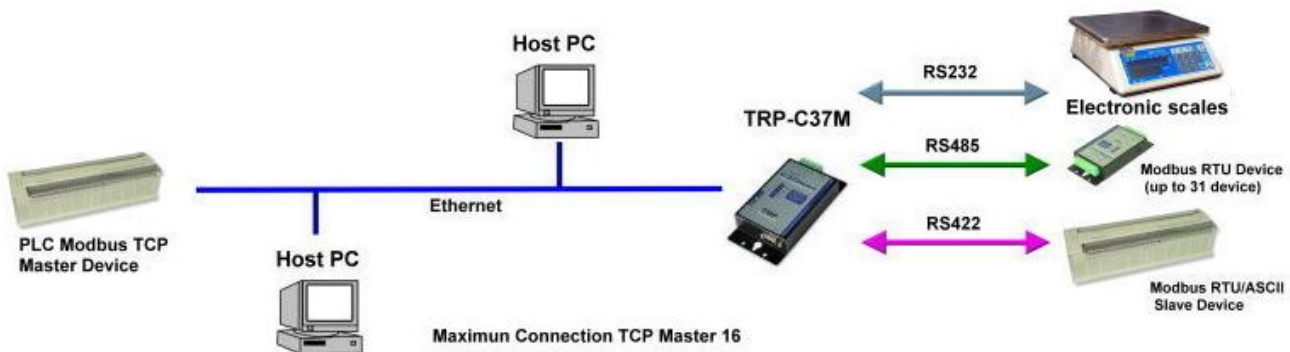 Host PC
RS232
Electronic scales
TRP-C37M
RS485
Modbus RTU Device
(up to 31 device)
Ethernet
TRP
RS422
PLC Modbus TCP
Master Device
Host PC
Modbus RTU/ASCII
Slave Device
Maximun Connection TCP Master 16